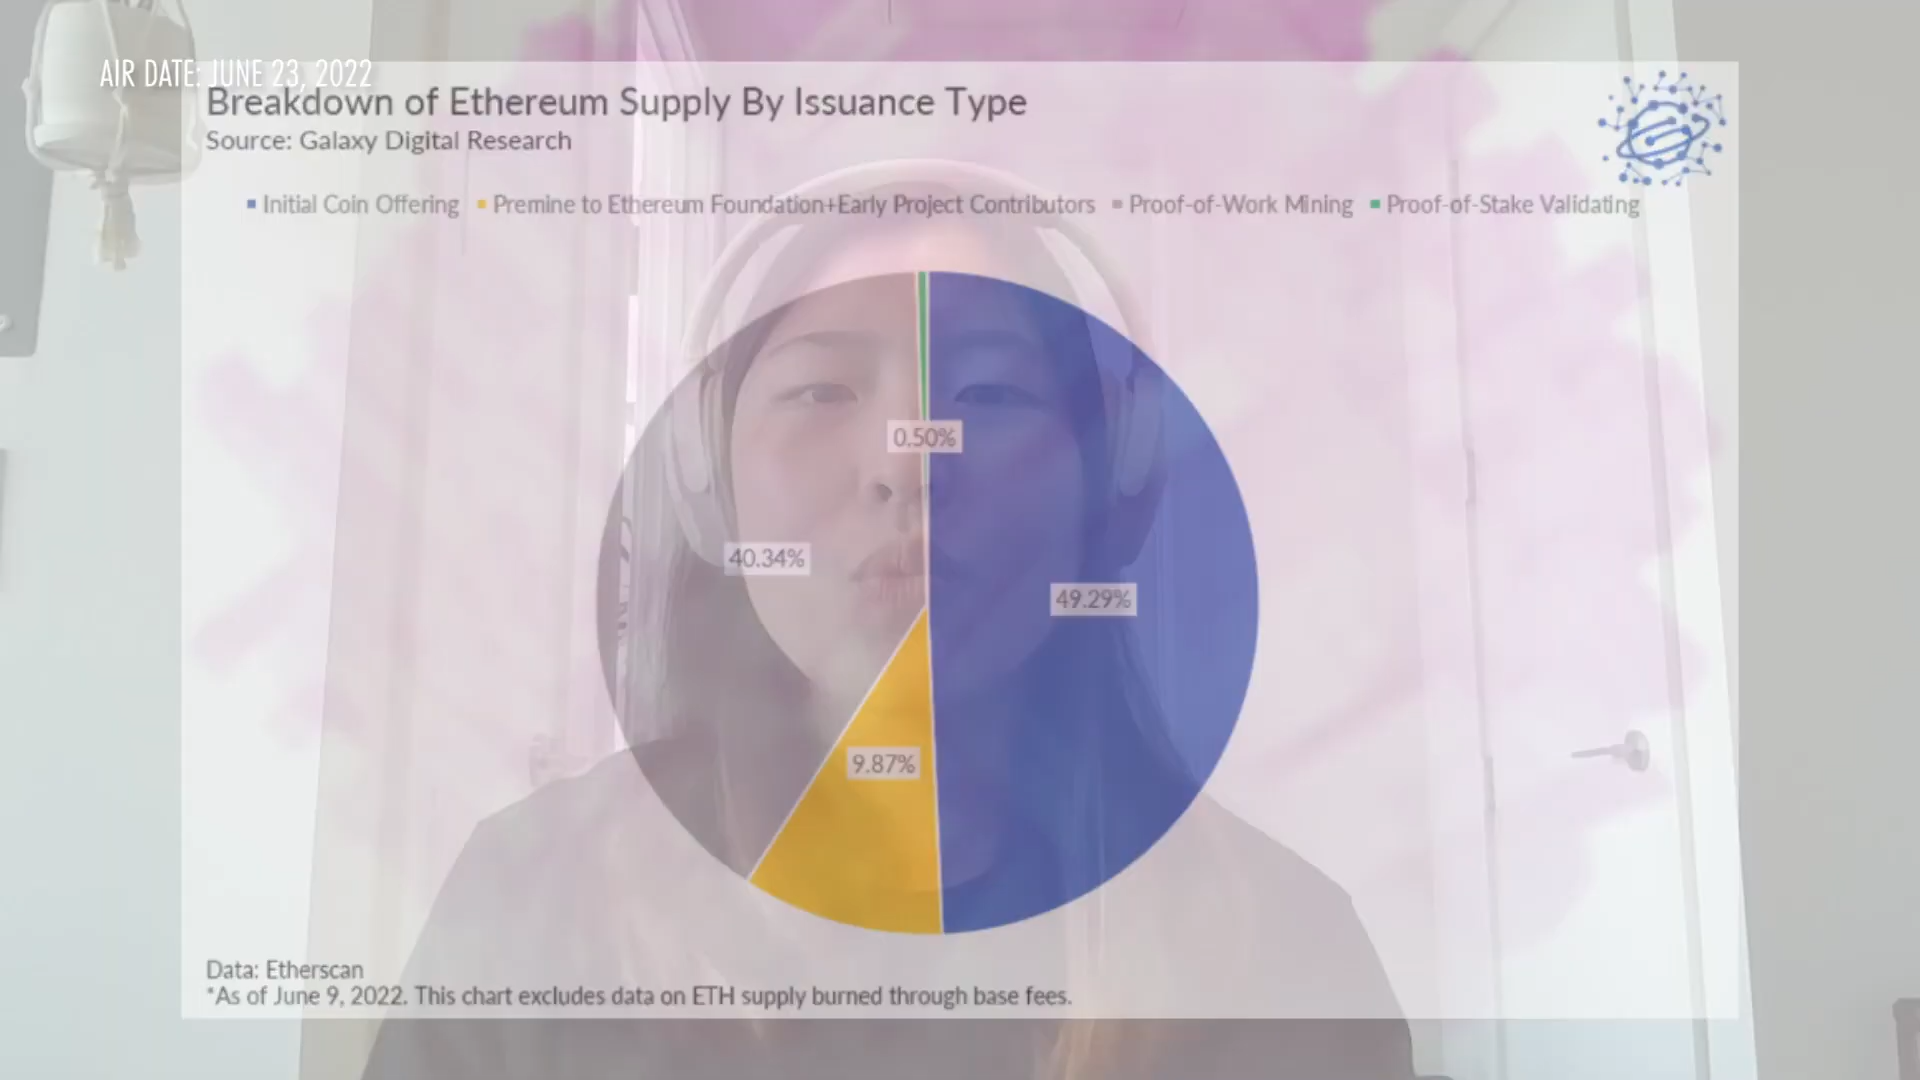 AIR DATE: JUNE 23, 2022
Breakdown of Ethereum Supply By Issuance Type
Source: Galaxy Digital Research
Initial Coin Offering Premine to Ethereum Foundation+Early Project Contributors Proof-of-Work Mining Proof-of-Stake Validating
0.50%
40.34%
49.29%
9.87%
Data: Etherscan
*As of June 9, 2022. This chart excludes data on ETH supply burned through base fees.